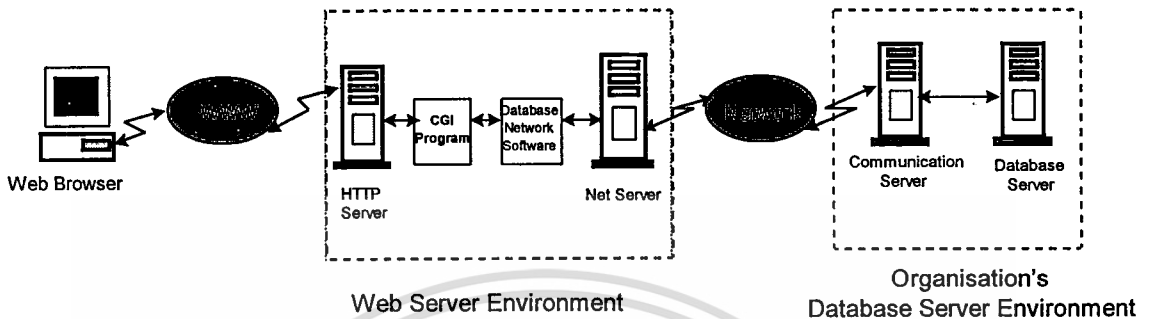 Web Browser
HTTP
Server
CGI
Program
Database
Network
Software
Net Server
Network
Communication
Server
Database
Server
Web Server Environment
Organisation's
Database Server Environment